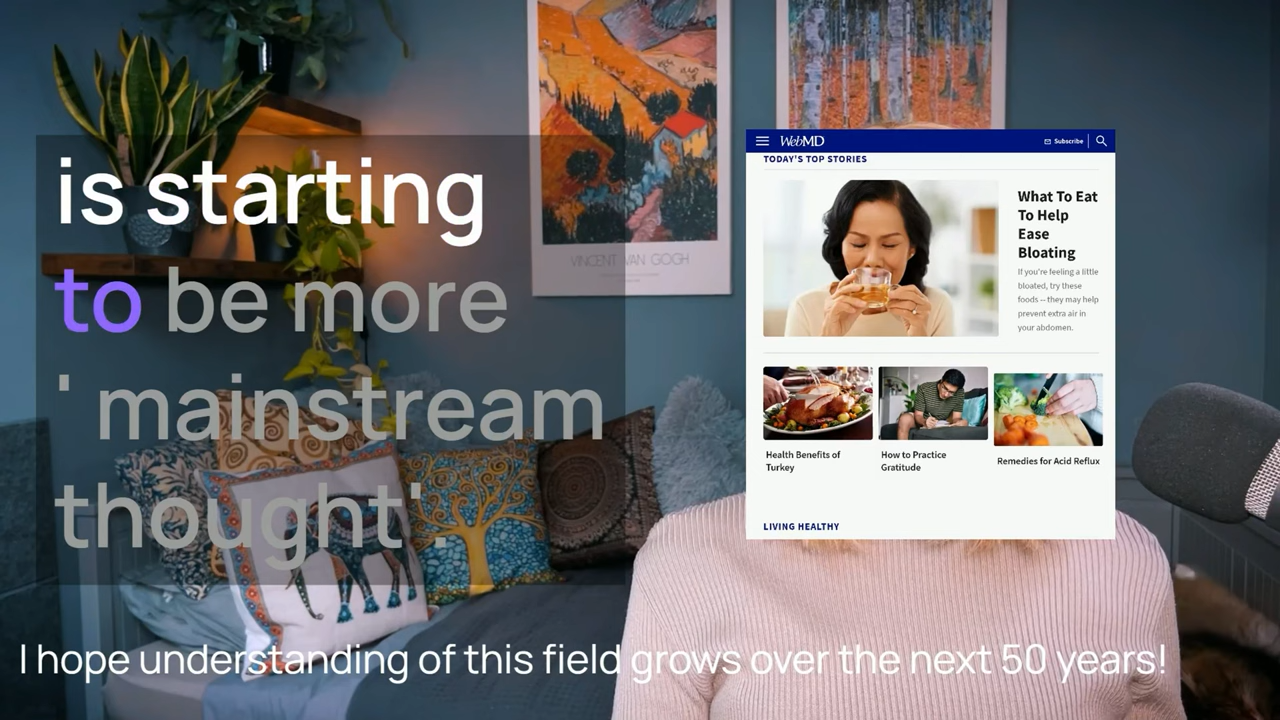 is starting
to be more
'mainstream
thought'.
VINCENT VAN GOGH
WebMD
Subscribe
TODAY'S TOP STORIES
What To Eat
To Help
Ease
Bloating
If you're feeling a little
bloated, try these
foods -- they may help
prevent extra air in
your abdomen.
Health Benefits of
Turkey
How to Practice
Gratitude
Remedies for Acid Reflux
LIVING HEALTHY
I hope understanding of this field grows over the next 50 years!